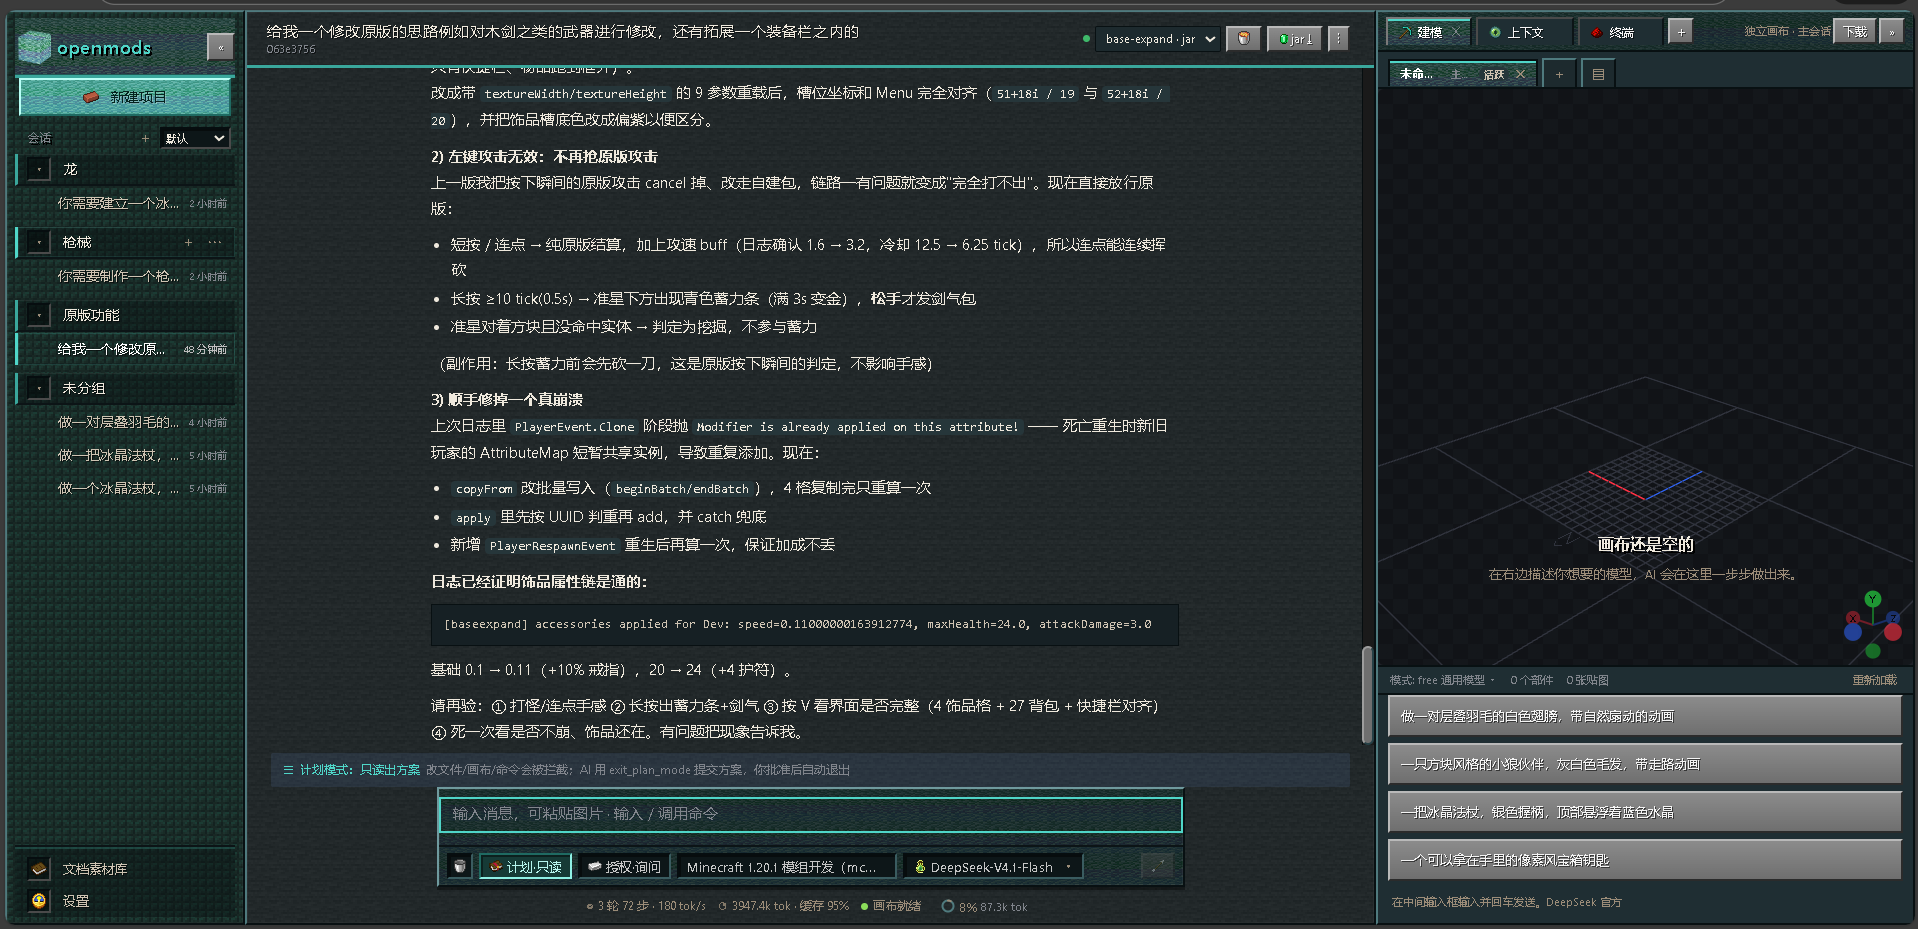 openmods
«
新建项目
会话
+
默认
龙
你需要建立一个冰... 2 小时前
枪械
+ ...
你需要制作一个枪... 2 小时前
原版功能
给我一个修改原... 48 分钟前
未分组
做一对层叠羽毛的... 4 小时前
做一把冰晶法杖，... 5 小时前
做一个冰晶法杖，... 5 小时前
文档素材库
设置
给我一个修改原版的思路例如对木剑之类的武器进行修改，还有拓展一个装备栏之内的
063e3756
base-expand · jar
jar↓
改成带 textureWidth/textureHeight 的 9 参数重载后，槽位坐标和 Menu 完全对齐（ 51+18i / 19 与 52+18i /
20 ），并把饰品槽底色改成偏紫以便区分。
2) 左键攻击无效：不再抢原版攻击
上一版我把按下瞬间的原版攻击 cancel 掉、改走自建包，链路一有问题就变成"完全打不出"。现在直接放行原
版：
• 短按 / 连点 → 纯原版结算，加上攻速 buff（日志确认 1.6 → 3.2，冷却 12.5 → 6.25 tick），所以连点能连续挥
砍
• 长按 ≥10 tick(0.5s) → 准星下方出现青色蓄力条（满 3s 变金），松手才发剑气包
• 准星对着方块且没命中实体 → 判定为挖掘，不参与蓄力
（副作用：长按蓄力前会先砍一刀，这是原版按下瞬间的判定，不影响手感）
3) 顺手修掉一个真崩溃
上次日志里 PlayerEvent.Clone 阶段抛 Modifier is already applied on this attribute! —— 死亡重生时新旧
玩家的 AttributeMap 短暂共享实例，导致重复添加。现在：
• copyFrom 改批量写入（ beginBatch/endBatch ），4 格复制完只重算一次
• apply 里先按 UUID 判重再 add，并 catch 兜底
• 新增 PlayerRespawnEvent 重生后再算一次，保证加成不丢
日志已经证明饰品属性链是通的：
[baseexpand] accessories applied for Dev: speed=0.11000000163912774, maxHealth=24.0, attackDamage=3.0
基础 0.1 → 0.11（+10% 戒指），20 → 24（+4 护符）。
请再验：① 打怪/连点手感 ② 长按出蓄力条+剑气 ③ 按 V 看界面是否完整（4 饰品格 + 27 背包 + 快捷栏对齐）
④ 死一次看是否不崩、饰品还在。有问题把现象告诉我。
☰ 计划模式：只读出方案 改文件/画布/命令会被拦截；AI 用 exit_plan_mode 提交方案，你批准后自动退出
输入消息，可粘贴图片 · 输入 / 调用命令
计划·只读
授权·询问
Minecraft 1.20.1 模组开发（mc...
DeepSeek-V4.1-Flash
3 轮 72 步 · 180 tok/s
3947.4k tok · 缓存 95%
画布就绪
8% 87.3k tok
建模 ×
上下文
终端
+
独立画布 · 主会话
下载
»
未命... 主... 活跃 ×
+
画布还是空的
在右边描述你想要的模型，AI 会在这里一步步做出来。
Y
X
Z
模式: free 通用模型 · 0 个部件 0 张贴图
重新加载
做一对层叠羽毛的白色翅膀，带自然扇动的动画
一只方块风格的小狼伙伴，灰白色毛发，带走路动画
一把冰晶法杖，银色握柄，顶部悬浮着蓝色水晶
一个可以拿在手里的像素风宝箱钥匙
在中间输入框输入并回车发送。DeepSeek 官方